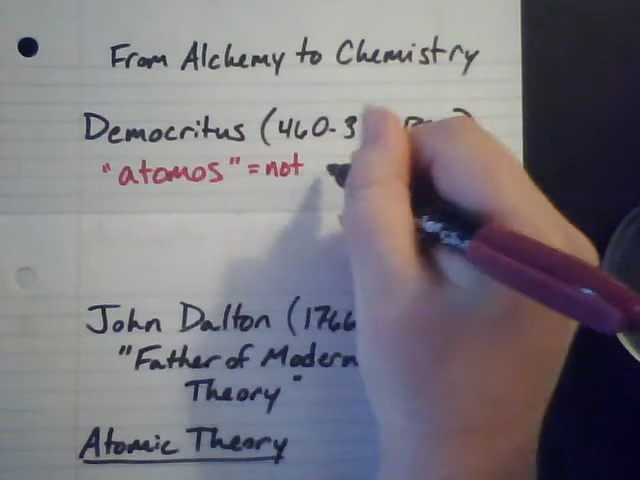 From Alchemy to Chemistry
Democritus (460-3
"atomos" = not
John Dalton (1766
"Father of Modern
Theory"
Atomic Theory